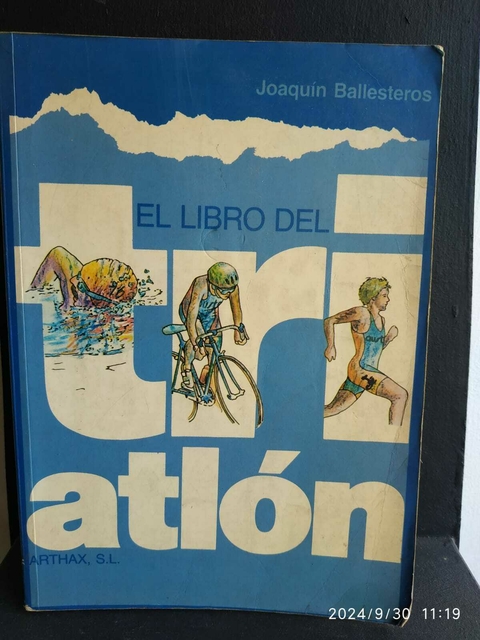 Joaquín Ballesteros
EL LIBRO DEL
tri
atlón
ARTHAX, S.L.
2024/9/30 11:19